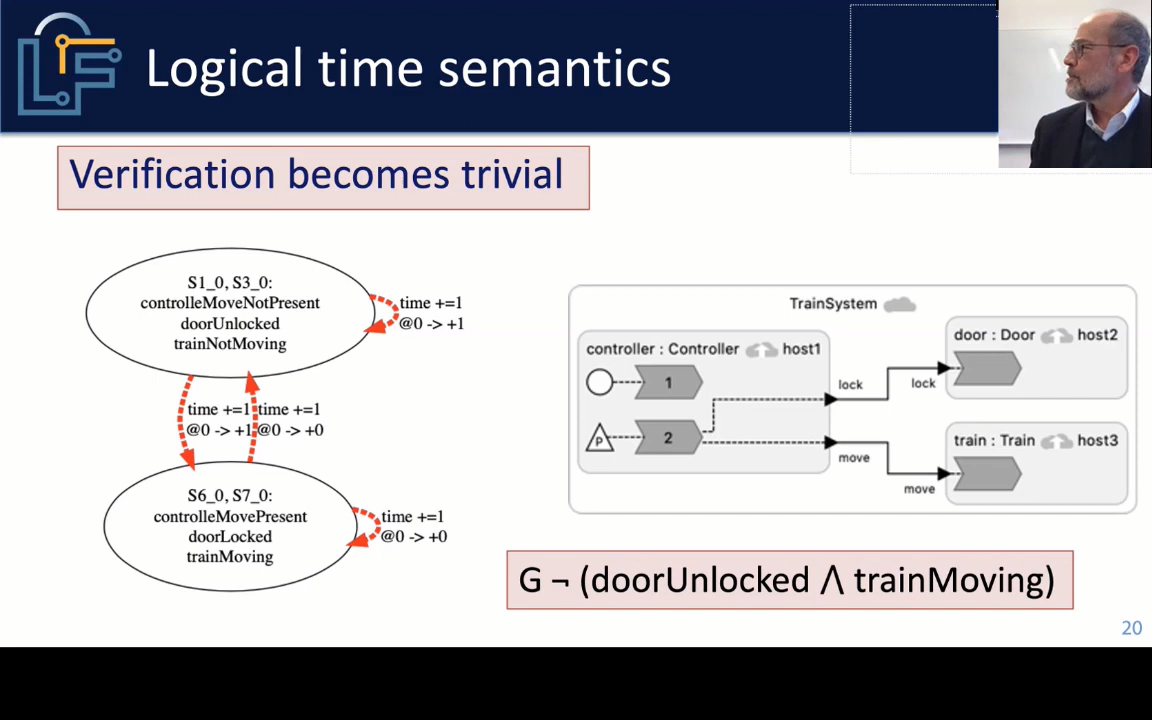 LF
Logical time semantics
Verification becomes trivial
S1_0, S3_0:
controlleMoveNotPresent
doorUnlocked
trainNotMoving
time +=1
@0 -> +1
time +=1
@0 -> +1
time +=1
@0 -> +0
S6_0, S7_0:
controlleMovePresent
doorLocked
trainMoving
time +=1
@0 -> +0
TrainSystem
controller : Controller host1
1
P
2
lock
move
door : Door host2
lock
train : Train host3
move
G ¬ (doorUnlocked ⋀ trainMoving)
20